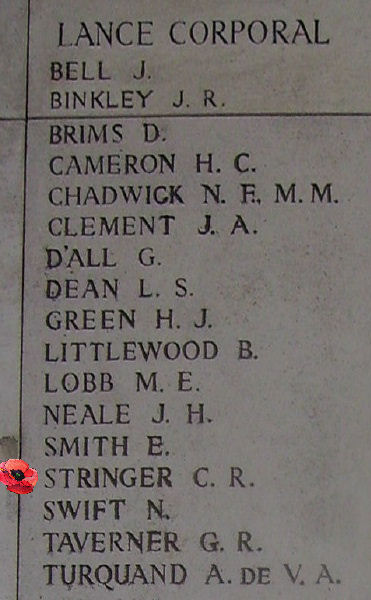 LANCE CORPORAL
BELL J.
BINKLEY J. R.
BRIMS D.
CAMERON H. C.
CHADWICK N. F., M. M.
CLEMENT J. A.
D'ALL G.
DEAN L. S.
GREEN H. J.
LITTLEWOOD B.
LOBB M. E.
NEALE J. H.
SMITH E.
STRINGER C. R.
SWIFT N.
TAVERNER G. R.
TURQUAND A. DE V. A.